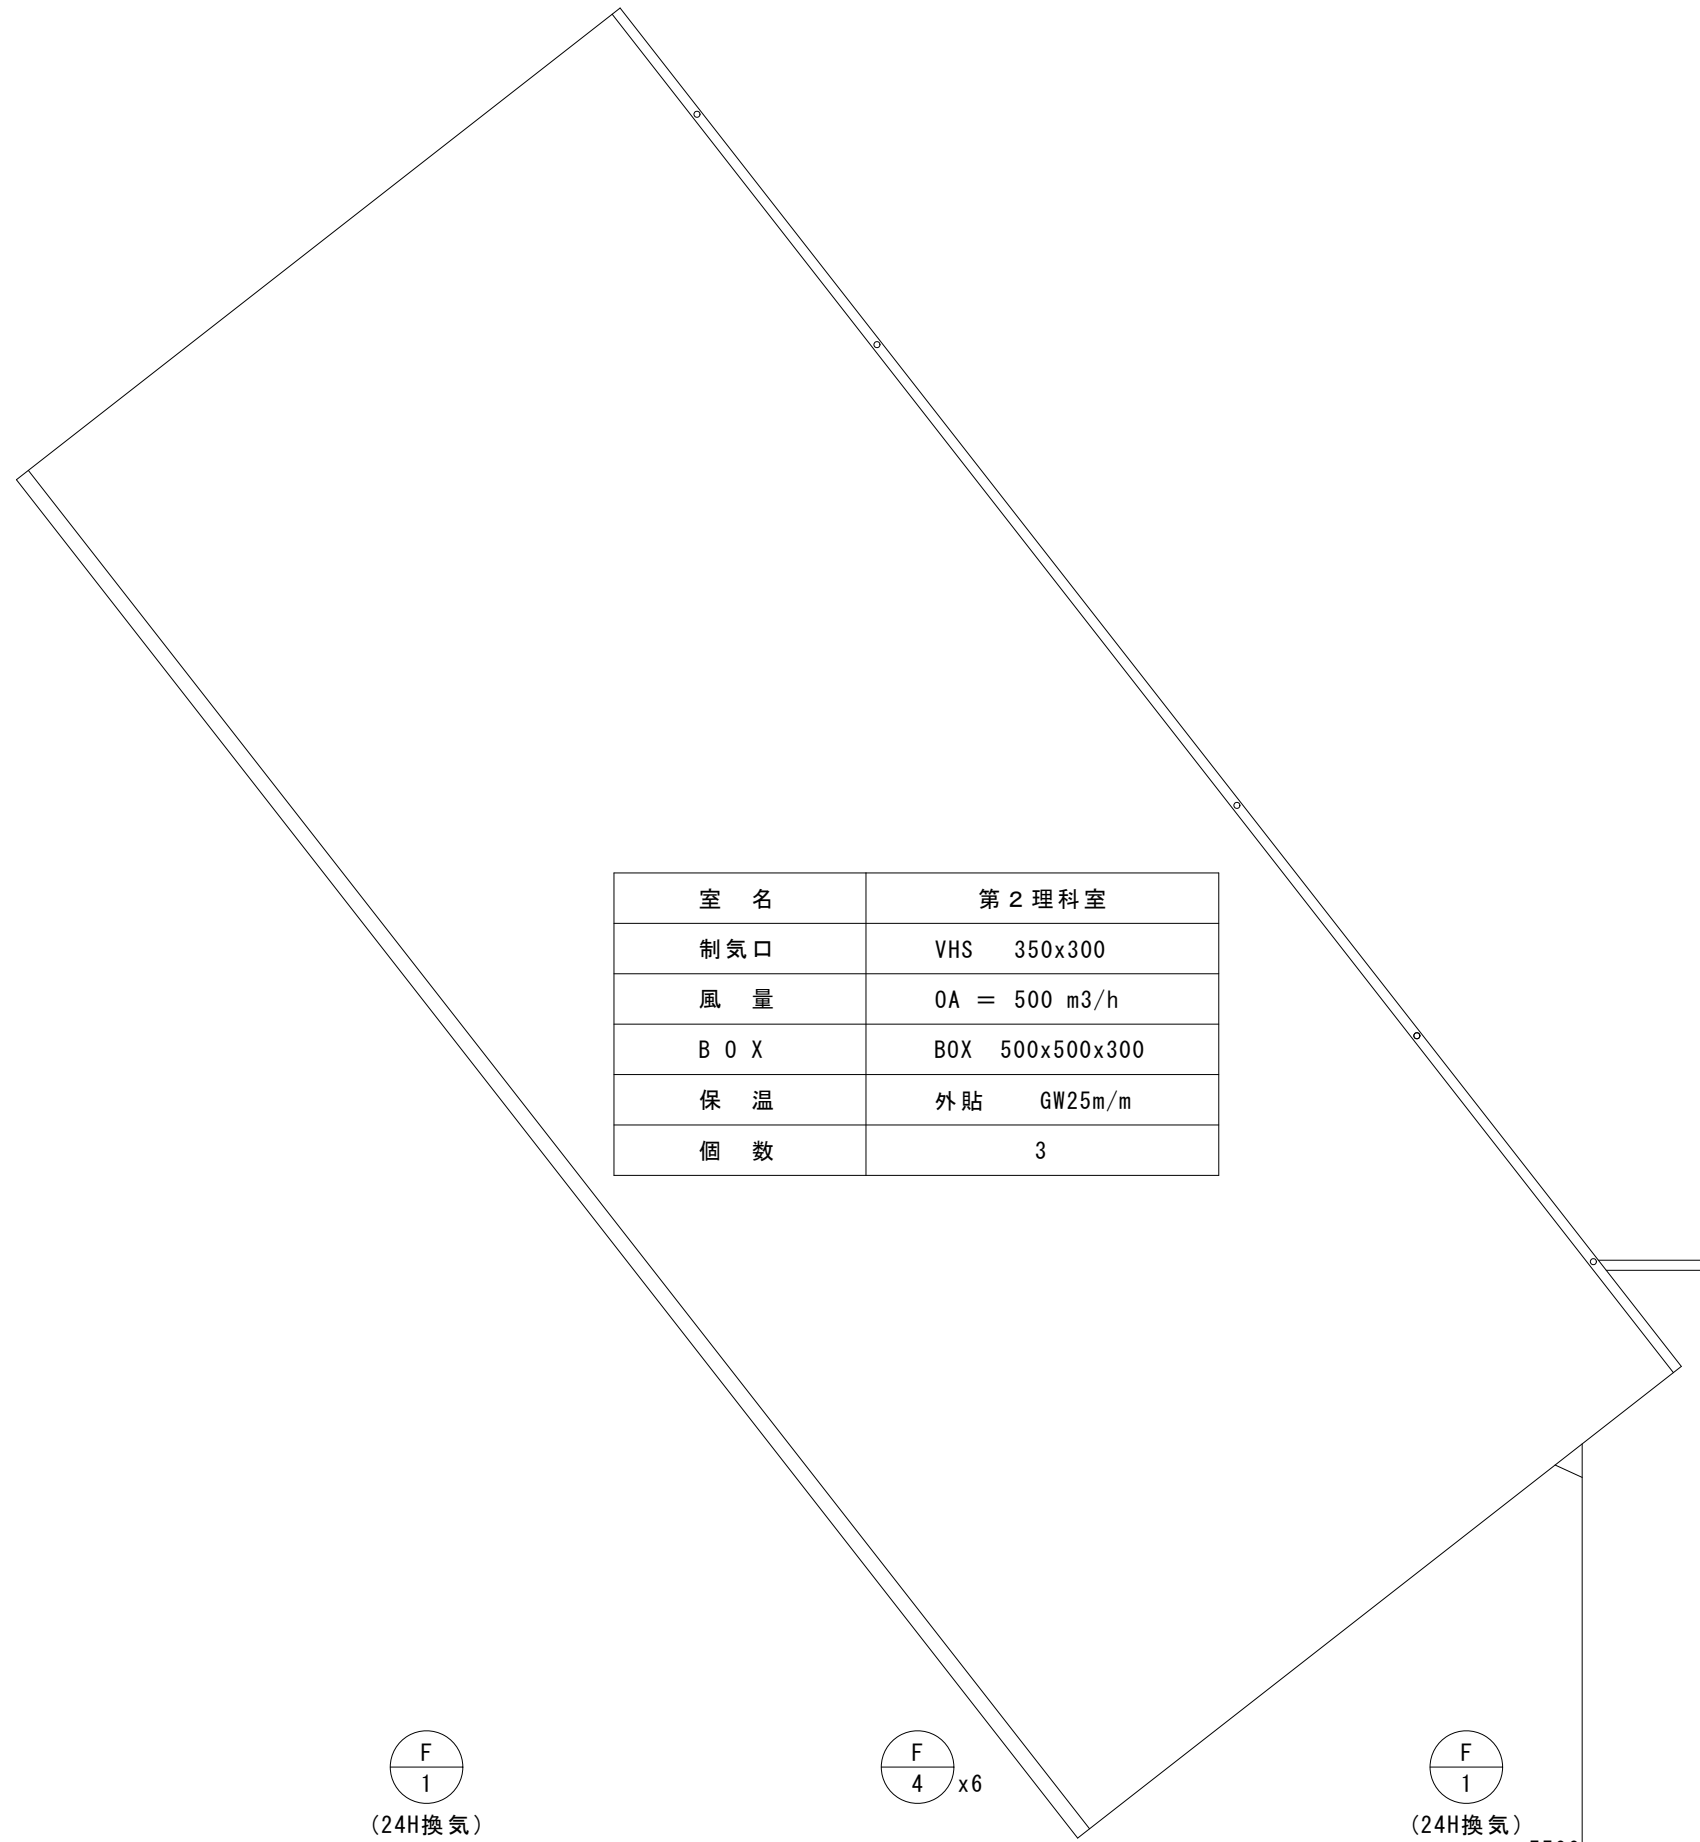 室 名 第2理科室
制気口 VHS 350x300
風 量 OA = 500 m3/h
BOX BOX 500x500x300
保 温 外貼 GW25m/m
個 数 3
F F F
1 4 x6 1
(24H換気) (24H換気)